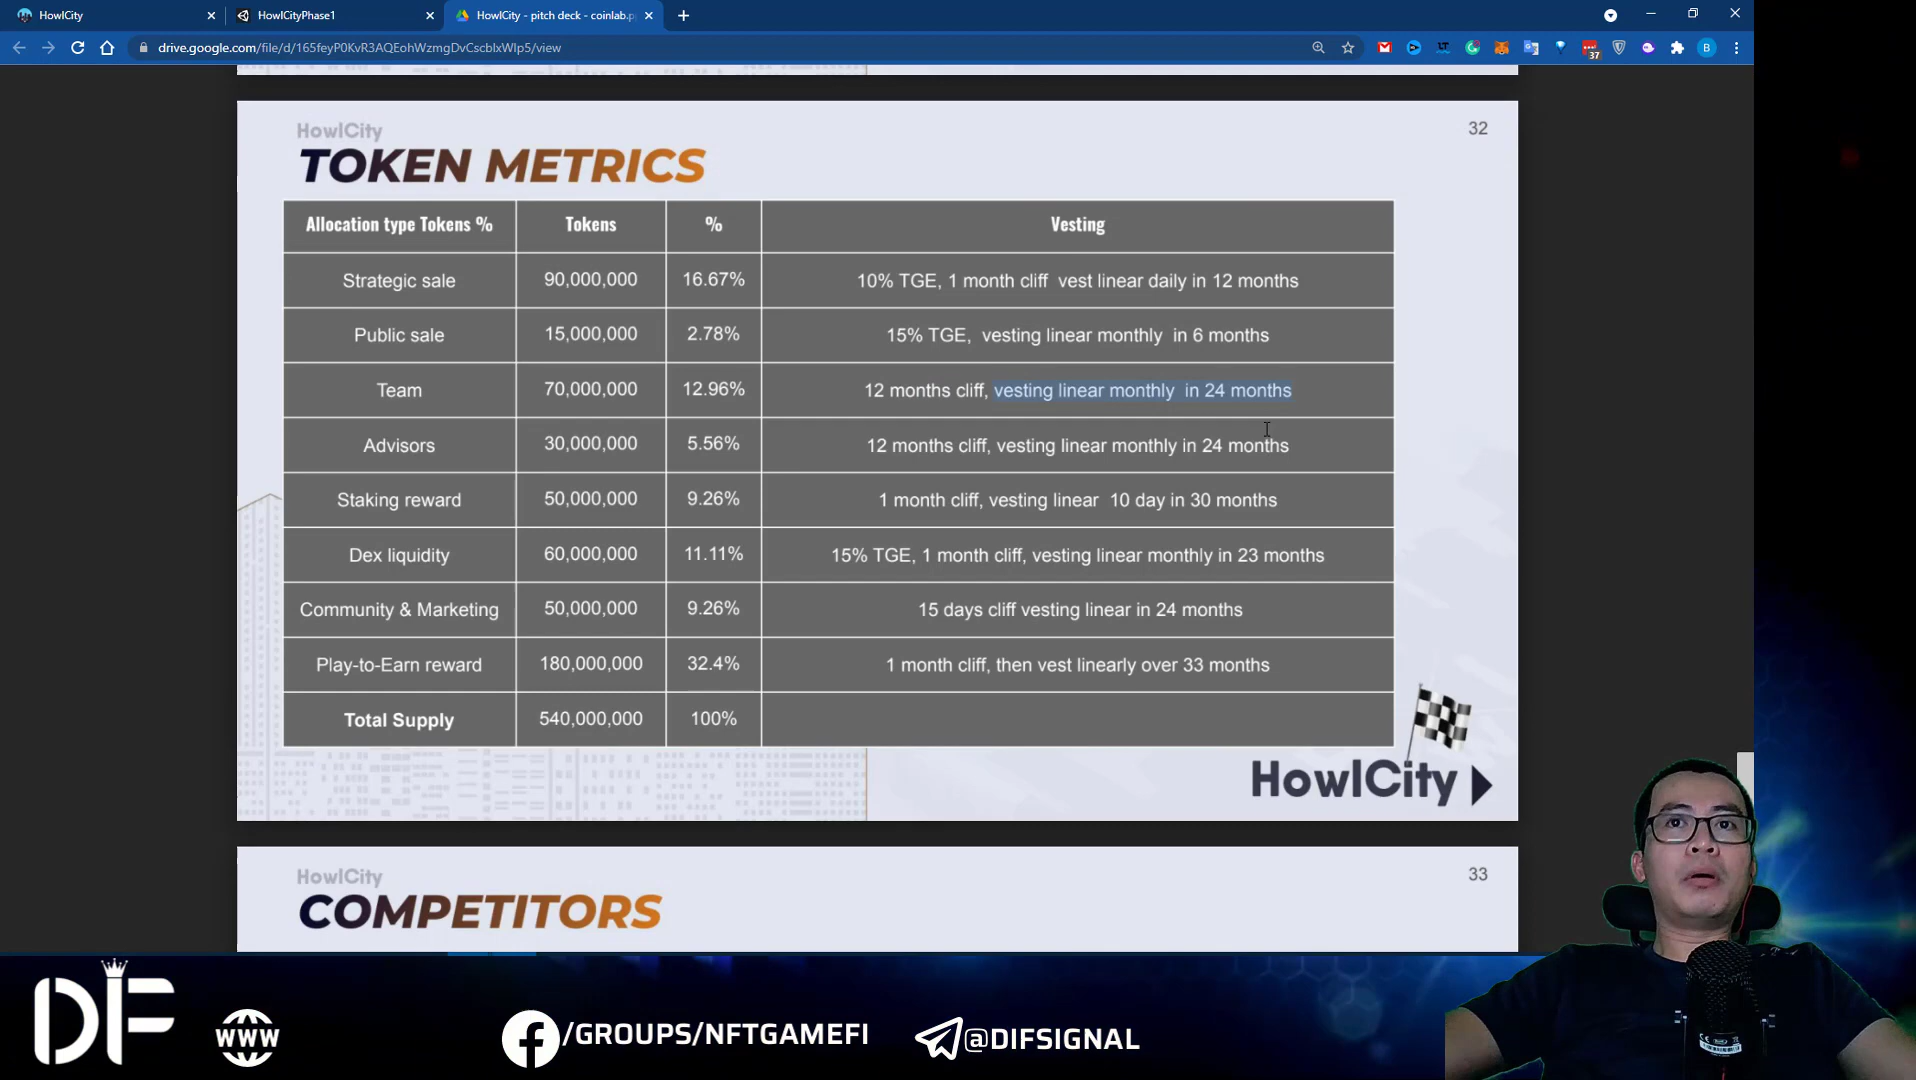 HowlCity
HowlCityPhase1
HowlCity - pitch deck - coinlab.p
drive.google.com/file/d/165feyP0KvR3AQEohWzmgDvCscblxWlp5/view
37
B
HowlCity
32
TOKEN METRICS
Allocation type Tokens % Tokens % Vesting
Strategic sale 90,000,000 16.67% 10% TGE, 1 month cliff vest linear daily in 12 months
Public sale 15,000,000 2.78% 15% TGE, vesting linear monthly in 6 months
Team 70,000,000 12.96% 12 months cliff, vesting linear monthly in 24 months
Advisors 30,000,000 5.56% 12 months cliff, vesting linear monthly in 24 months
Staking reward 50,000,000 9.26% 1 month cliff, vesting linear 10 day in 30 months
Dex liquidity 60,000,000 11.11% 15% TGE, 1 month cliff, vesting linear monthly in 23 months
Community & Marketing 50,000,000 9.26% 15 days cliff vesting linear in 24 months
Play-to-Earn reward 180,000,000 32.4% 1 month cliff, then vest linearly over 33 months
Total Supply 540,000,000 100%
HowlCity
HowlCity
33
COMPETITORS
DIF
WWW
/GROUPS/NFTGAMEFI
@DIFSIGNAL